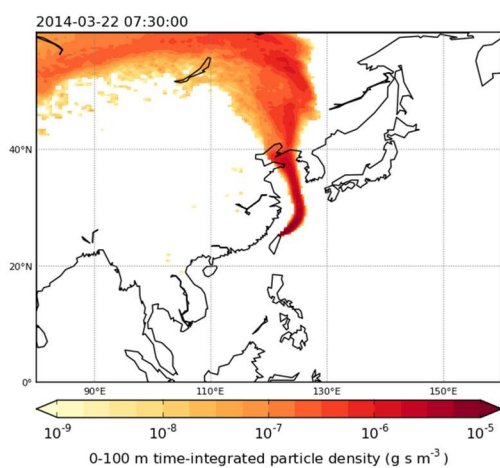 2014-03-22 07:30:00
40°N
20°N
0°
90°E
110°E
130°E
150°E
10⁻⁹
10⁻⁸
10⁻⁷
10⁻⁶
10⁻⁵
0-100 m time-integrated particle density (g s m⁻³)